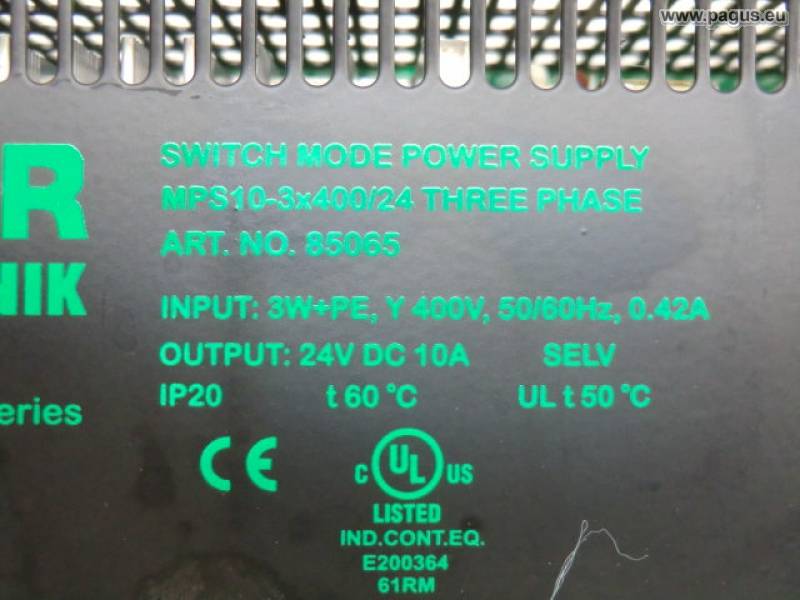 www.pagus.eu
R
SWITCH MODE POWER SUPPLY
MPS10-3x400/24 THREE PHASE
ART. NO. 85065
NIK
INPUT: 3W+PE, Y 400V, 50/60Hz, 0.42A
OUTPUT: 24V DC 10A SELV
IP20 t 60 °C UL t 50 °C
eries
CE
C UL US
LISTED
IND.CONT.EQ.
E200364
61RM